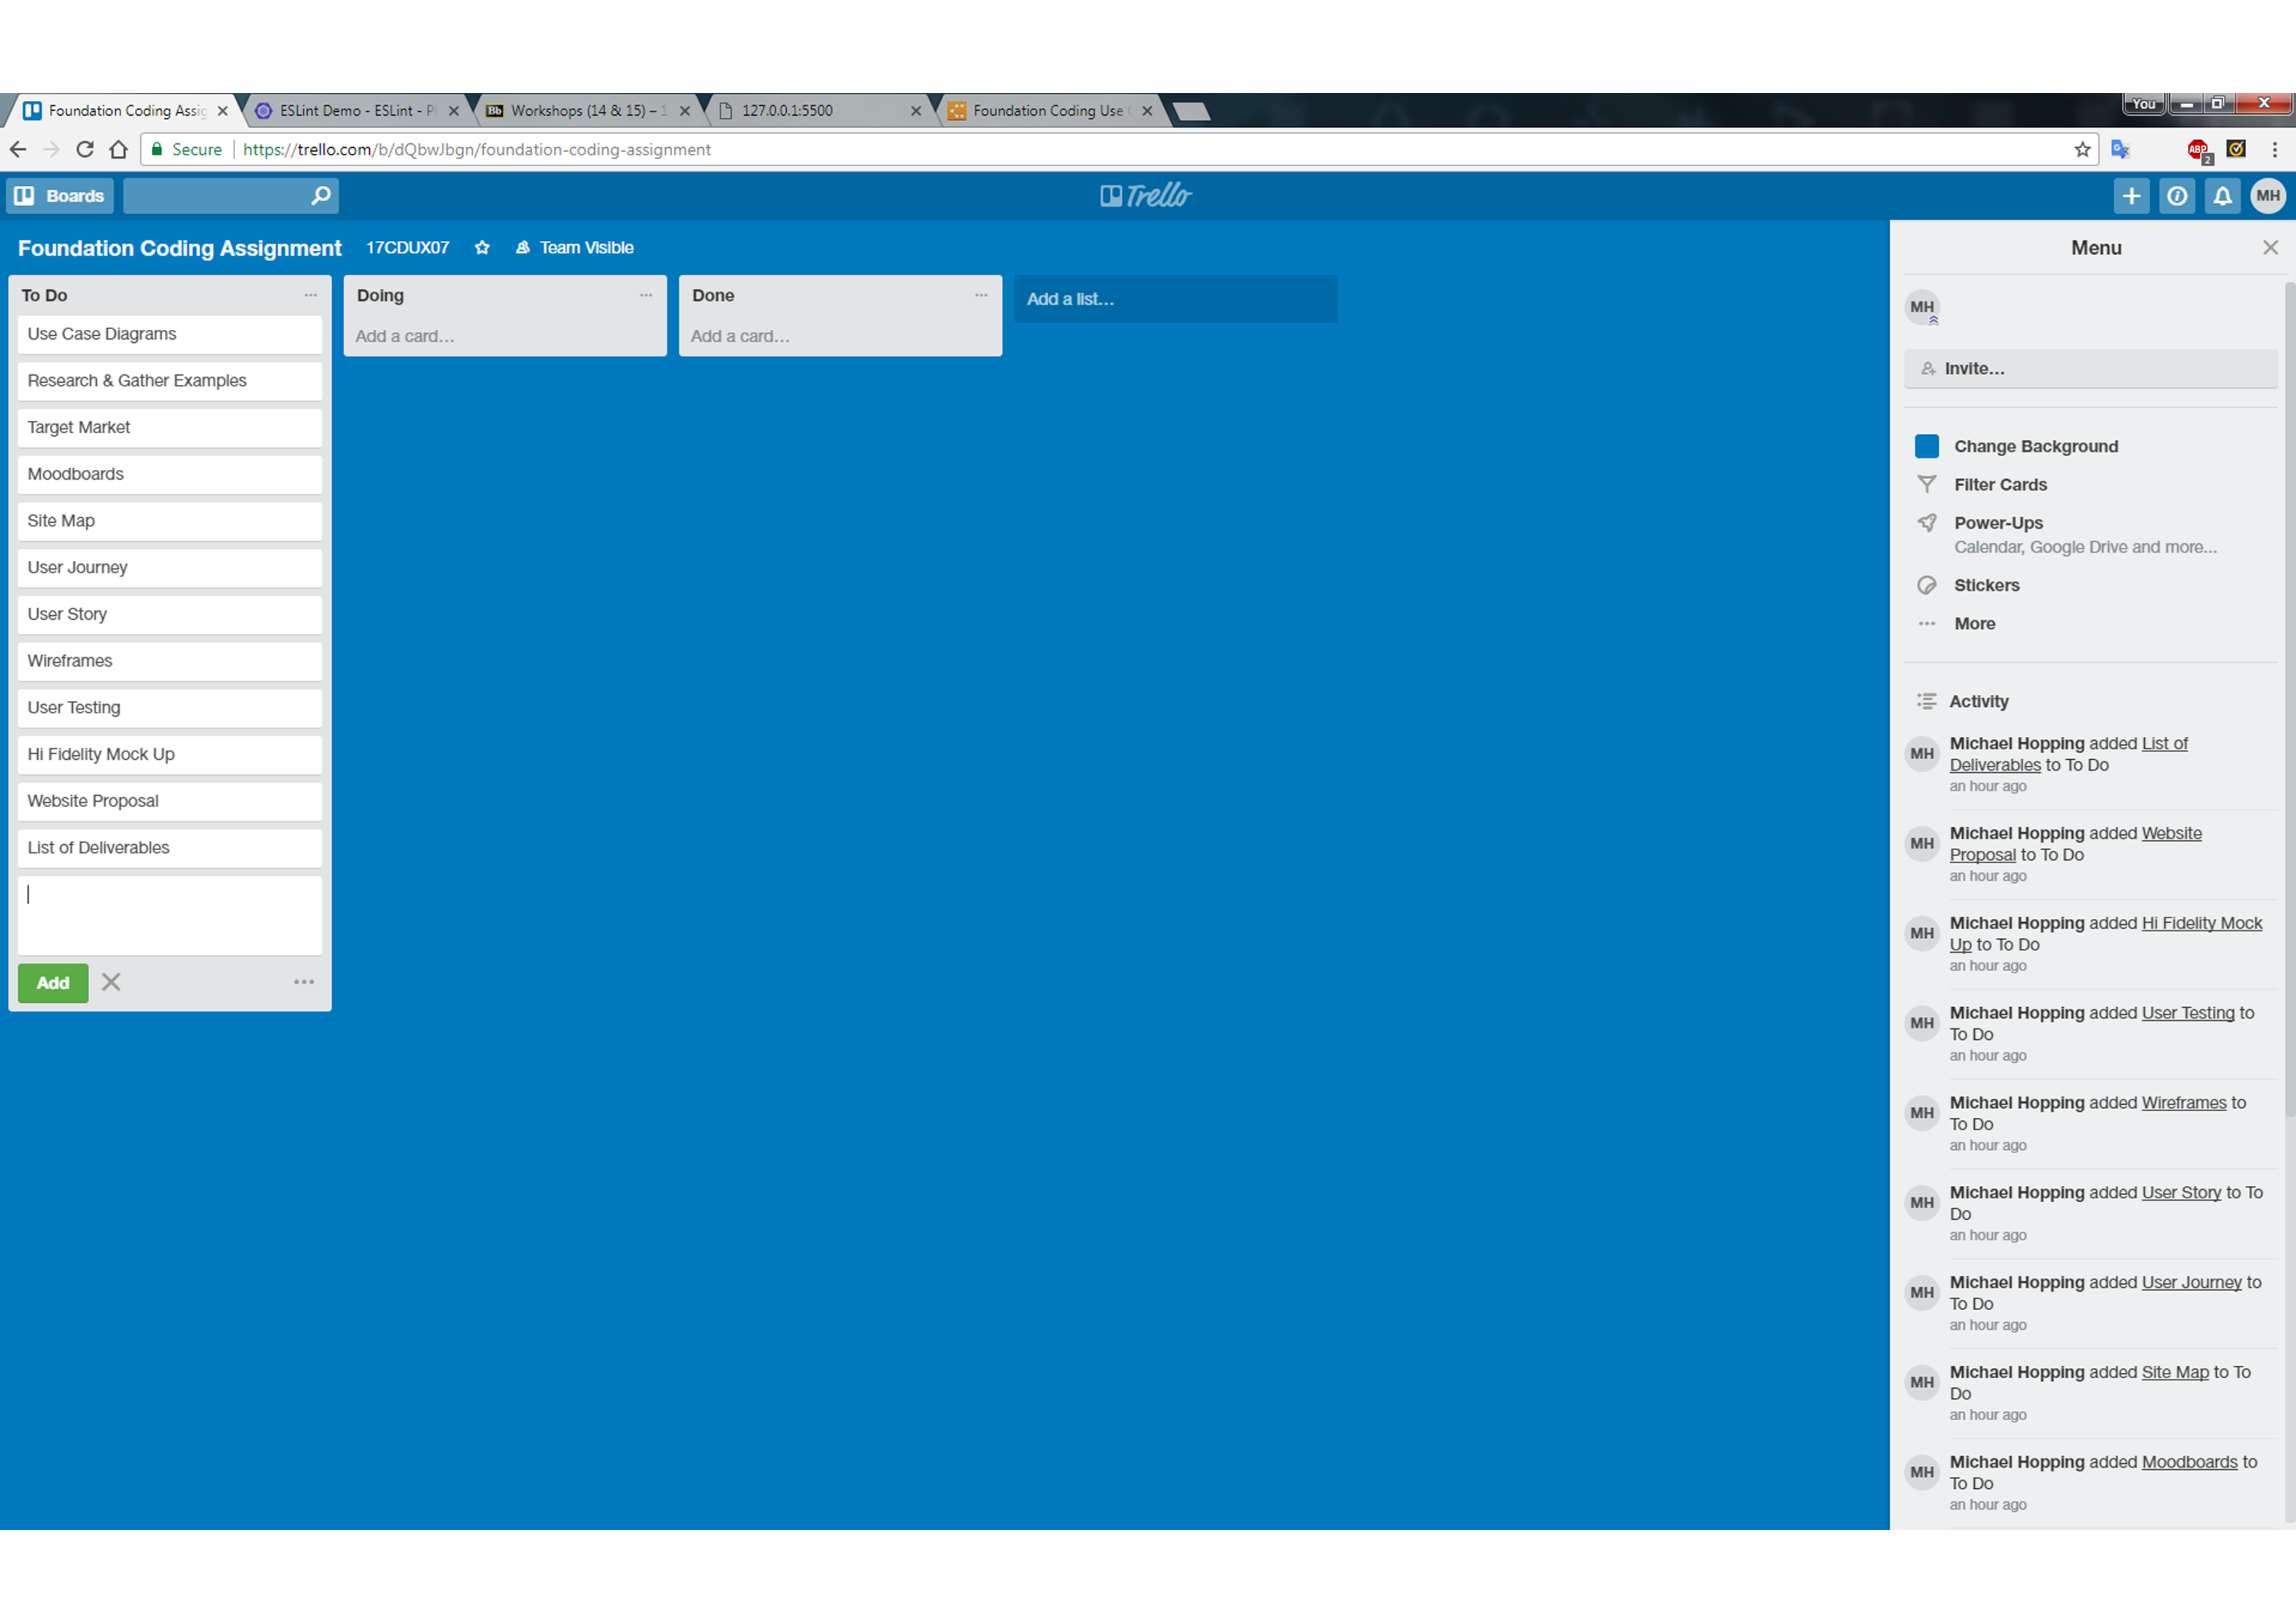 Foundation Coding Assig
ESLint Demo - ESLint - Pl
Bb Workshops (14 & 15) – 1
127.0.0.1:5500
Foundation Coding Use
You
Secure https://trello.com/b/dQbwJbgn/foundation-coding-assignment
ABP 2
Boards
Trello
MH
Foundation Coding Assignment 17CDUX07 Team Visible
To Do
Use Case Diagrams
Research & Gather Examples
Target Market
Moodboards
Site Map
User Journey
User Story
Wireframes
User Testing
Hi Fidelity Mock Up
Website Proposal
List of Deliverables
Add
Doing
Add a card...
Done
Add a card...
Add a list...
Menu
MH
Invite...
Change Background
Filter Cards
Power-Ups
Calendar, Google Drive and more...
Stickers
More
Activity
MH
Michael Hopping added List of
Deliverables to To Do
an hour ago
MH
Michael Hopping added Website
Proposal to To Do
an hour ago
MH
Michael Hopping added Hi Fidelity Mock
Up to To Do
an hour ago
MH
Michael Hopping added User Testing to
To Do
an hour ago
MH
Michael Hopping added Wireframes to
To Do
an hour ago
MH
Michael Hopping added User Story to To
Do
an hour ago
MH
Michael Hopping added User Journey to
To Do
an hour ago
MH
Michael Hopping added Site Map to To
Do
an hour ago
MH
Michael Hopping added Moodboards to
To Do
an hour ago